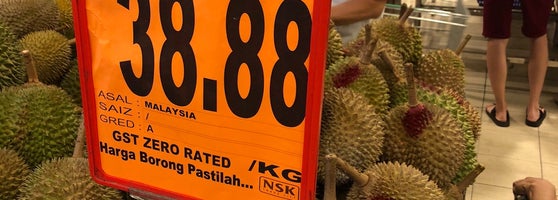 38.88
ASAL : MALAYSIA
SAIZ : /
GRED : A
GST ZERO RATED /KG
Harga Borong Pastilah... NSK